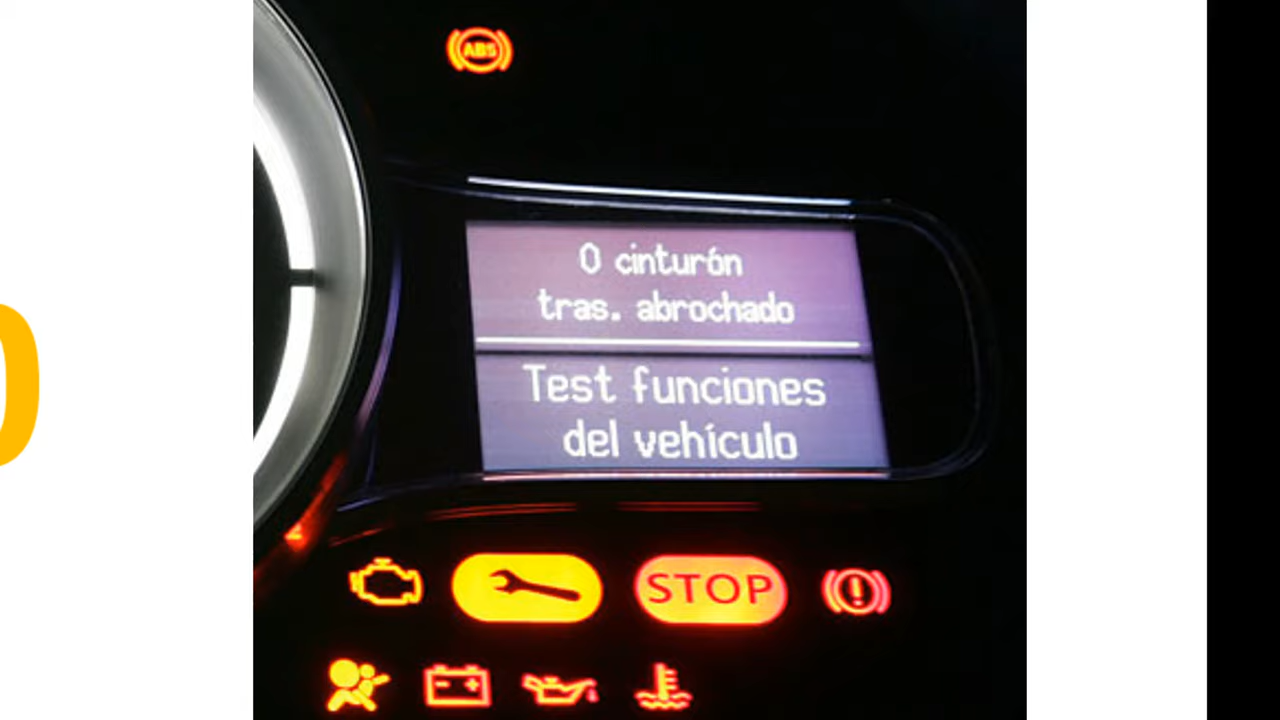 ABS
0 cinturón
tras. abrochado
Test funciones
del vehículo
STOP